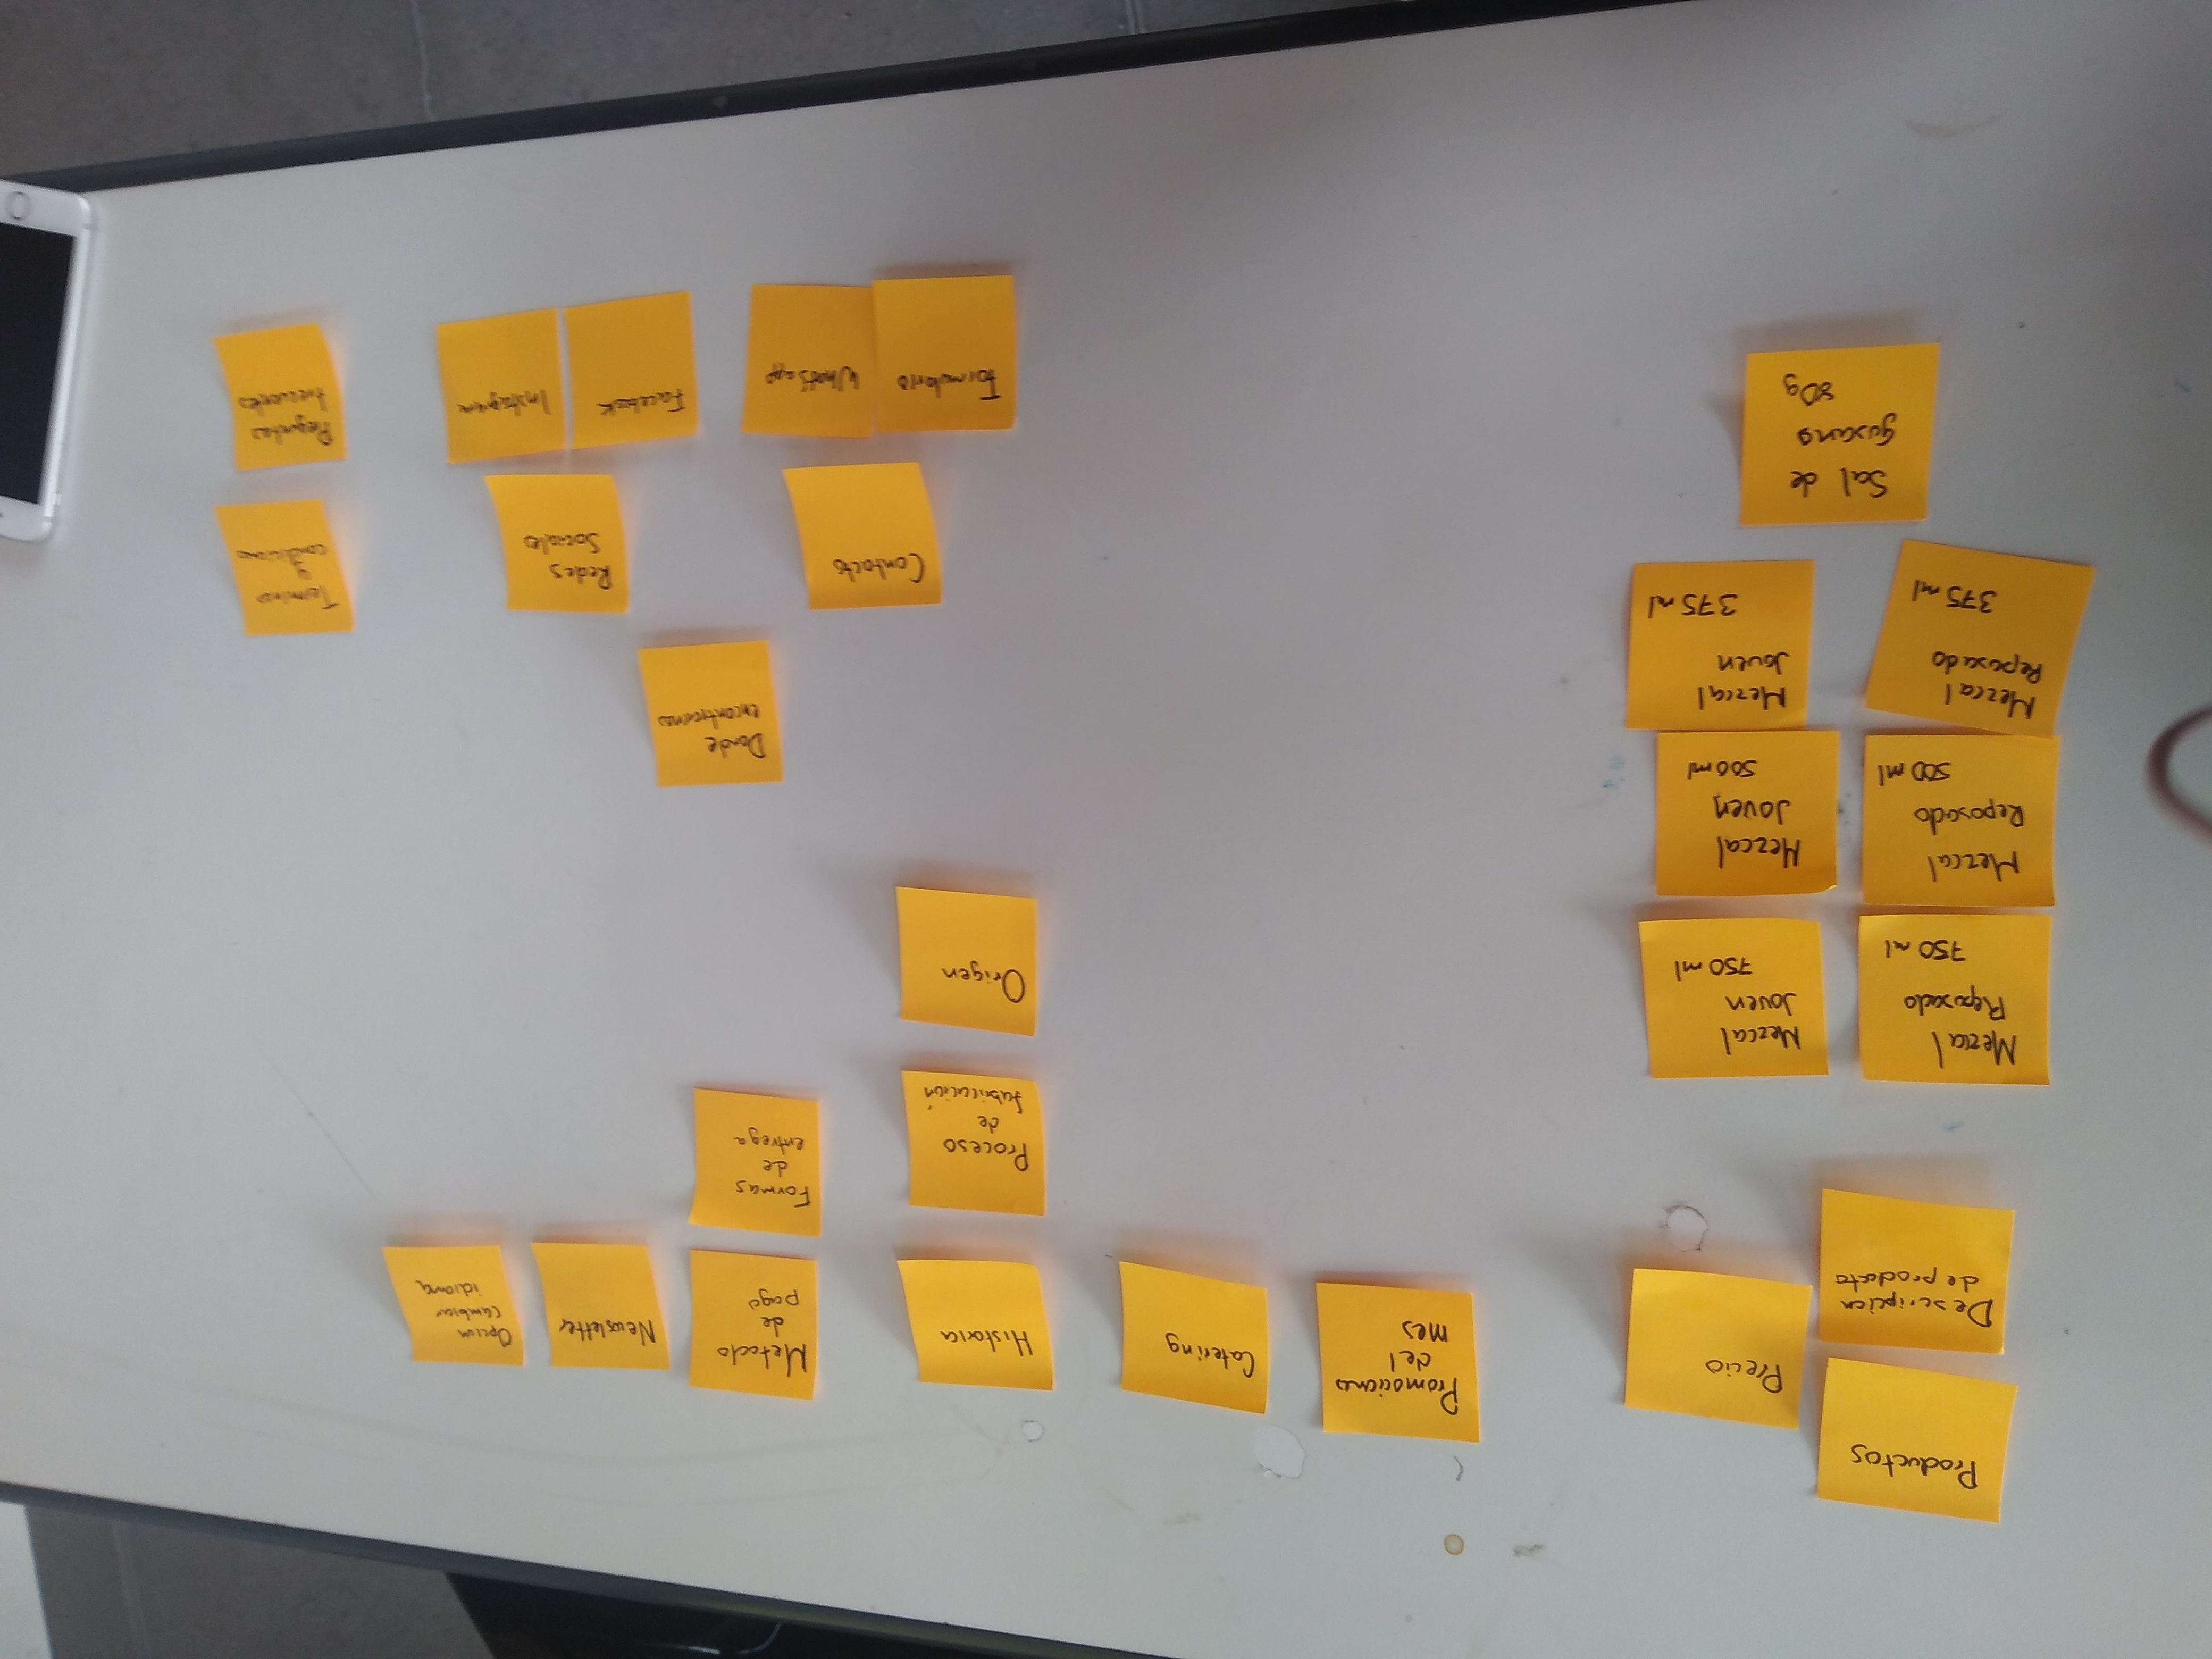 Productos
Descripcion
de producto
Precio
Mezcal
Reposado
750 ml
Mezcal
Joven
750 ml
Mezcal
Reposado
500 ml
Mezcal
Joven
500 ml
Mezcal
Reposado
375 ml
Mezcal
Joven
375 ml
Sal de
gusano
80g
Promociones
del
mes
Catering
Historia
Proceso
de
fabricación
Origen
Metodo
de
pago
Formas
de
entrega
Newsletter
Opcion
cambiar
idioma
Donde
encontrarnos
Contacto
Formulario
Whatsapp
Redes
Sociales
Facebook
Instagram
Terminos
y
condiciones
Preguntas
frecuentes